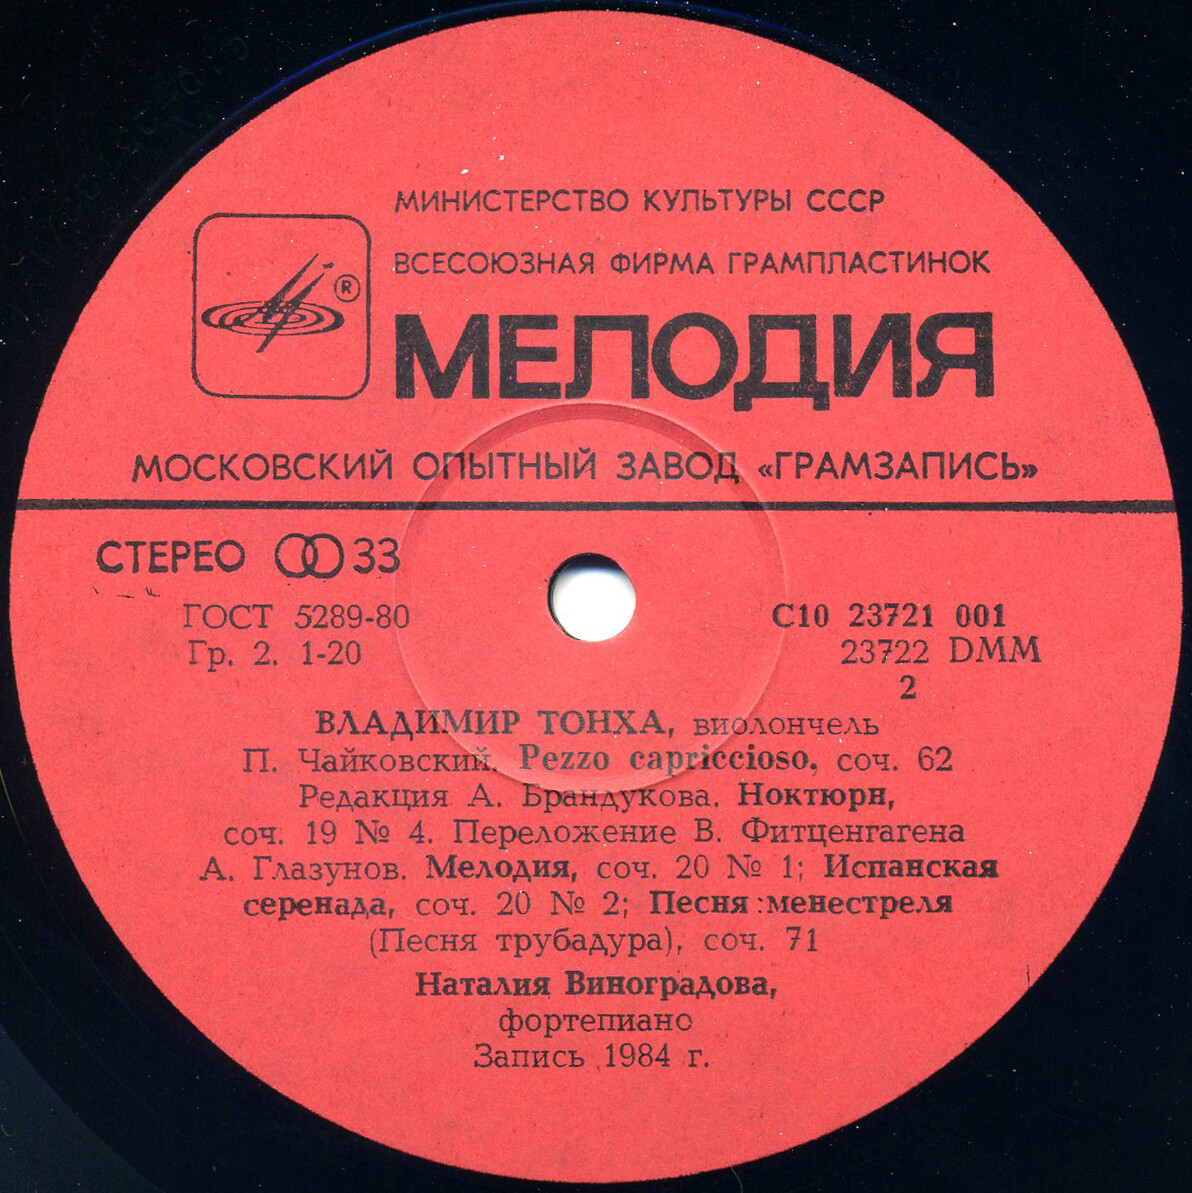 МИНИСТЕРСТВО КУЛЬТУРЫ СССР
ВСЕСОЮЗНАЯ ФИРМА ГРАМПЛАСТИНОК
®
МЕЛОДИЯ
МОСКОВСКИЙ ОПЫТНЫЙ ЗАВОД «ГРАМЗАПИСЬ»
СТЕРЕО 33
ГОСТ 5289-80
Гр. 2. 1-20
С10 23721 001
23722 DMM
2
ВЛАДИМИР ТОНХА, виолончель
П. Чайковский. Pezzo capriccioso, соч. 62
Редакция А. Брандукова. Ноктюрн,
соч. 19 № 4. Переложение В. Фитценгагена
А. Глазунов. Мелодия, соч. 20 № 1; Испанская
серенада, соч. 20 № 2; Песня :менестреля
(Песня трубадура), соч. 71
Наталия Виноградова,
фортепиано
Запись 1984 г.